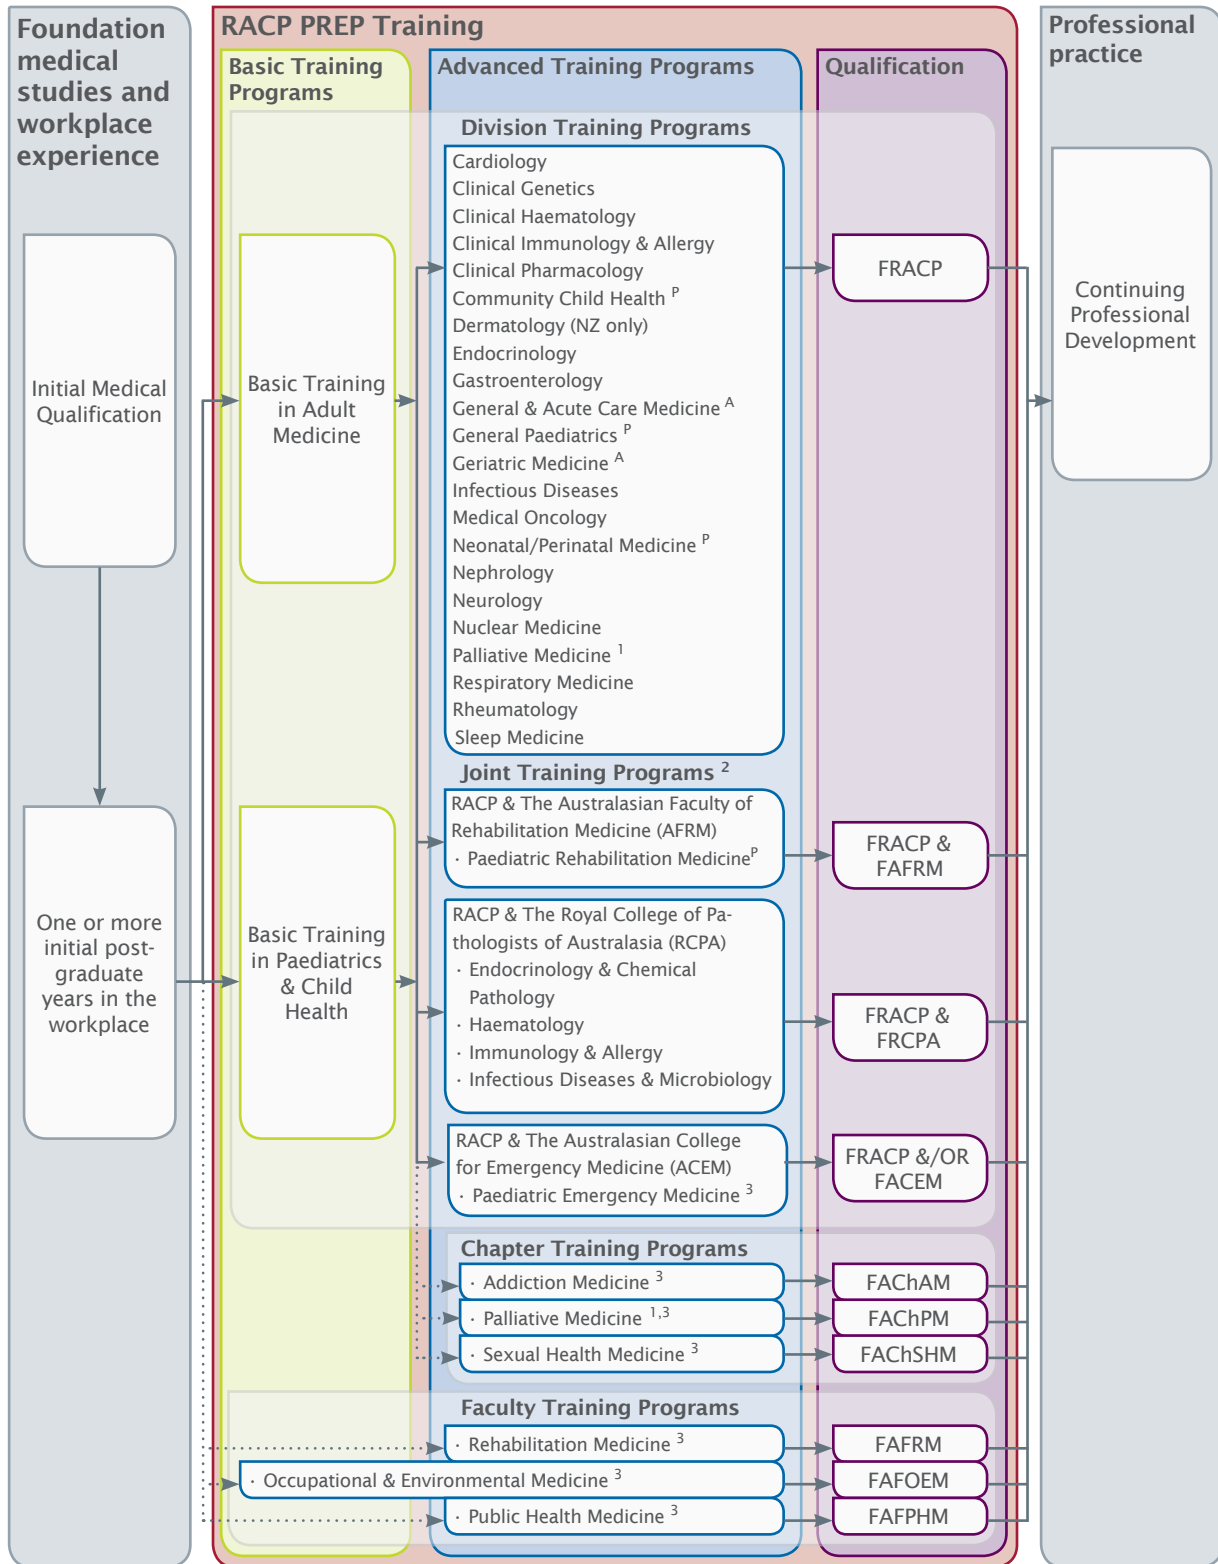 Foundation
medical
studies and
workplace
experience
Initial Medical
Qualification
One or more
initial post-
graduate
years in the
workplace
RACP PREP Training
Basic Training
Programs
Basic Training
in Adult
Medicine
Basic Training
in Paediatrics
& Child
Health
Advanced Training Programs
Division Training Programs
Cardiology
Clinical Genetics
Clinical Haematology
Clinical Immunology & Allergy
Clinical Pharmacology
Community Child Health P
Dermatology (NZ only)
Endocrinology
Gastroenterology
General & Acute Care Medicine A
General Paediatrics P
Geriatric Medicine A
Infectious Diseases
Medical Oncology
Neonatal/Perinatal Medicine P
Nephrology
Neurology
Nuclear Medicine
Palliative Medicine 1
Respiratory Medicine
Rheumatology
Sleep Medicine
Joint Training Programs 2
RACP & The Australasian Faculty of
Rehabilitation Medicine (AFRM)
· Paediatric Rehabilitation MedicineP
RACP & The Royal College of Pa-
thologists of Australasia (RCPA)
· Endocrinology & Chemical
Pathology
· Haematology
· Immunology & Allergy
· Infectious Diseases & Microbiology
RACP & The Australasian College
for Emergency Medicine (ACEM)
· Paediatric Emergency Medicine 3
Chapter Training Programs
· Addiction Medicine 3
· Palliative Medicine 1,3
· Sexual Health Medicine 3
Faculty Training Programs
· Rehabilitation Medicine 3
· Occupational & Environmental Medicine 3
· Public Health Medicine 3
Qualification
FRACP
FRACP &
FAFRM
FRACP &
FRCPA
FRACP &/OR
FACEM
FAChAM
FAChPM
FAChSHM
FAFRM
FAFOEM
FAFPHM
Professional
practice
Continuing
Professional
Development